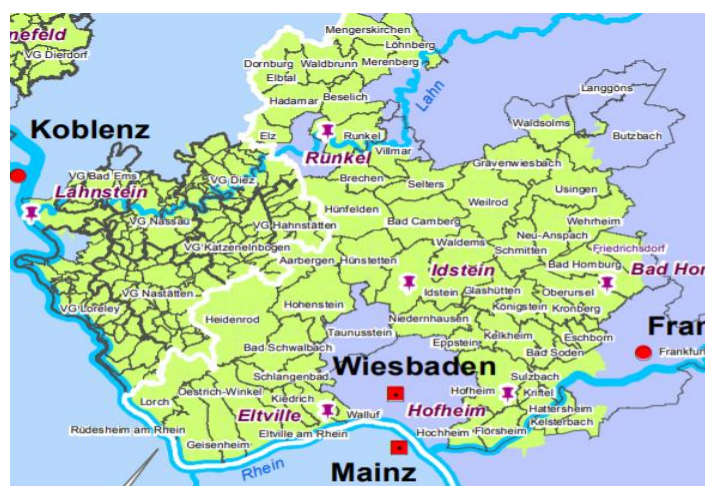 Mengerskirchen
Löhnberg
nefeld
VG Dierdorf
Dornburg
Waldbrunn
Merenberg
Elbtal
Langgöns
Hadamar
Beselich
Lahn
Waldsolms
Koblenz
Butzbach
Elz
Runkel
Runkel
Villmar
Grävenwiesbach
VG Bad Ems
VG Diez
Brechen
Selters
Lahnstein
Usingen
Weilrod
Hünfelden
VG Nassau
VG Hahnstätten
Bad Camberg
Wehrheim
Neu-Anspach
VG Katzenelnbogen
Waldems
Schmitten
Friedrichsdorf
Aarbergen
Hünstetten
Idstein
Bad Homburg
Bad Hom
VG Nastätten
Idstein
Glashütten
Oberursel
VG Loreley
Hohenstein
Königstein
Kronberg
Heidenrod
Niedernhausen
Taunusstein
Kelkheim
Eschborn
Fran
Eppstein
Bad Schwalbach
Bad Soden
Frankfurt
Wiesbaden
Schlangenbad
Sulzbach
Oestrich-Winkel
Hofheim
Kriftel
Lorch
Kiedrich
Eltville
Walluf
Hofheim
Hattersheim
Rüdesheim am Rhein
Kelsterbach
Eltville am Rhein
Hochheim
Flörsheim
Geisenheim
Rhein
Mainz